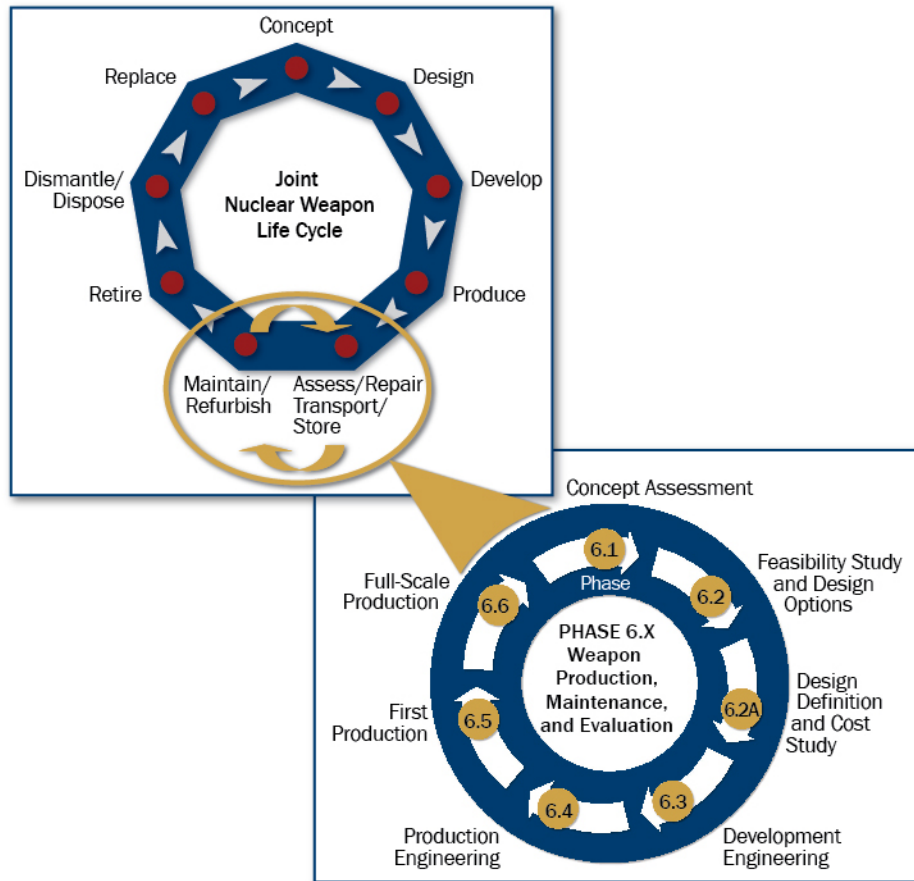 Concept
Design
Develop
Produce
Assess/Repair
Transport/
Store
Maintain/
Refurbish
Retire
Dismantle/
Dispose
Replace
Joint
Nuclear Weapon
Life Cycle
Concept Assessment
6.1
Phase
Feasibility Study
and Design
Options
6.2
Design
Definition
and Cost
Study
6.2A
Development
Engineering
6.3
Production
Engineering
6.4
First
Production
6.5
Full-Scale
Production
6.6
PHASE 6.X
Weapon
Production,
Maintenance,
and Evaluation